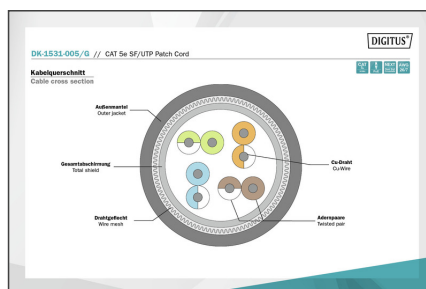 DIGITUS®
DK-1531-005/G // CAT 5e SF/UTP Patch Cord
Kabelquerschnitt
Cable cross section
Außenmantel
Outer jacket
Gesamtabschirmung
Total shield
Cu-Draht
Cu-Wire
Drahtgeflecht
Wire mesh
Aderspaare
Twisted pair